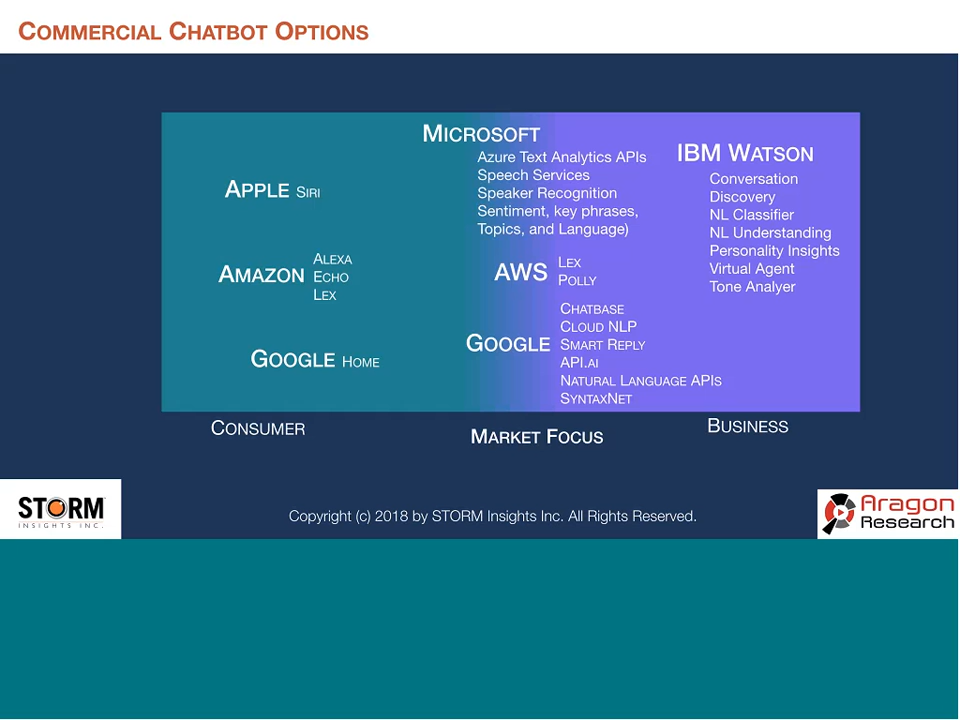 COMMERCIAL CHATBOT OPTIONS
MICROSOFT
Azure Text Analytics APIs
Speech Services
Speaker Recognition
Sentiment, key phrases,
Topics, and Language)
IBM WATSON
Conversation
Discovery
NL Classifier
NL Understanding
Personality Insights
Virtual Agent
Tone Analyer
APPLE SIRI
AMAZON
ALEXA
ECHO
LEX
AWS
LEX
POLLY
GOOGLE HOME
GOOGLE
CHATBASE
CLOUD NLP
SMART REPLY
API.AI
NATURAL LANGUAGE APIS
SYNTAXNET
CONSUMER
MARKET FOCUS
BUSINESS
STORM
INSIGHTS INC.
Copyright (c) 2018 by STORM Insights Inc. All Rights Reserved.
Aragon
Research